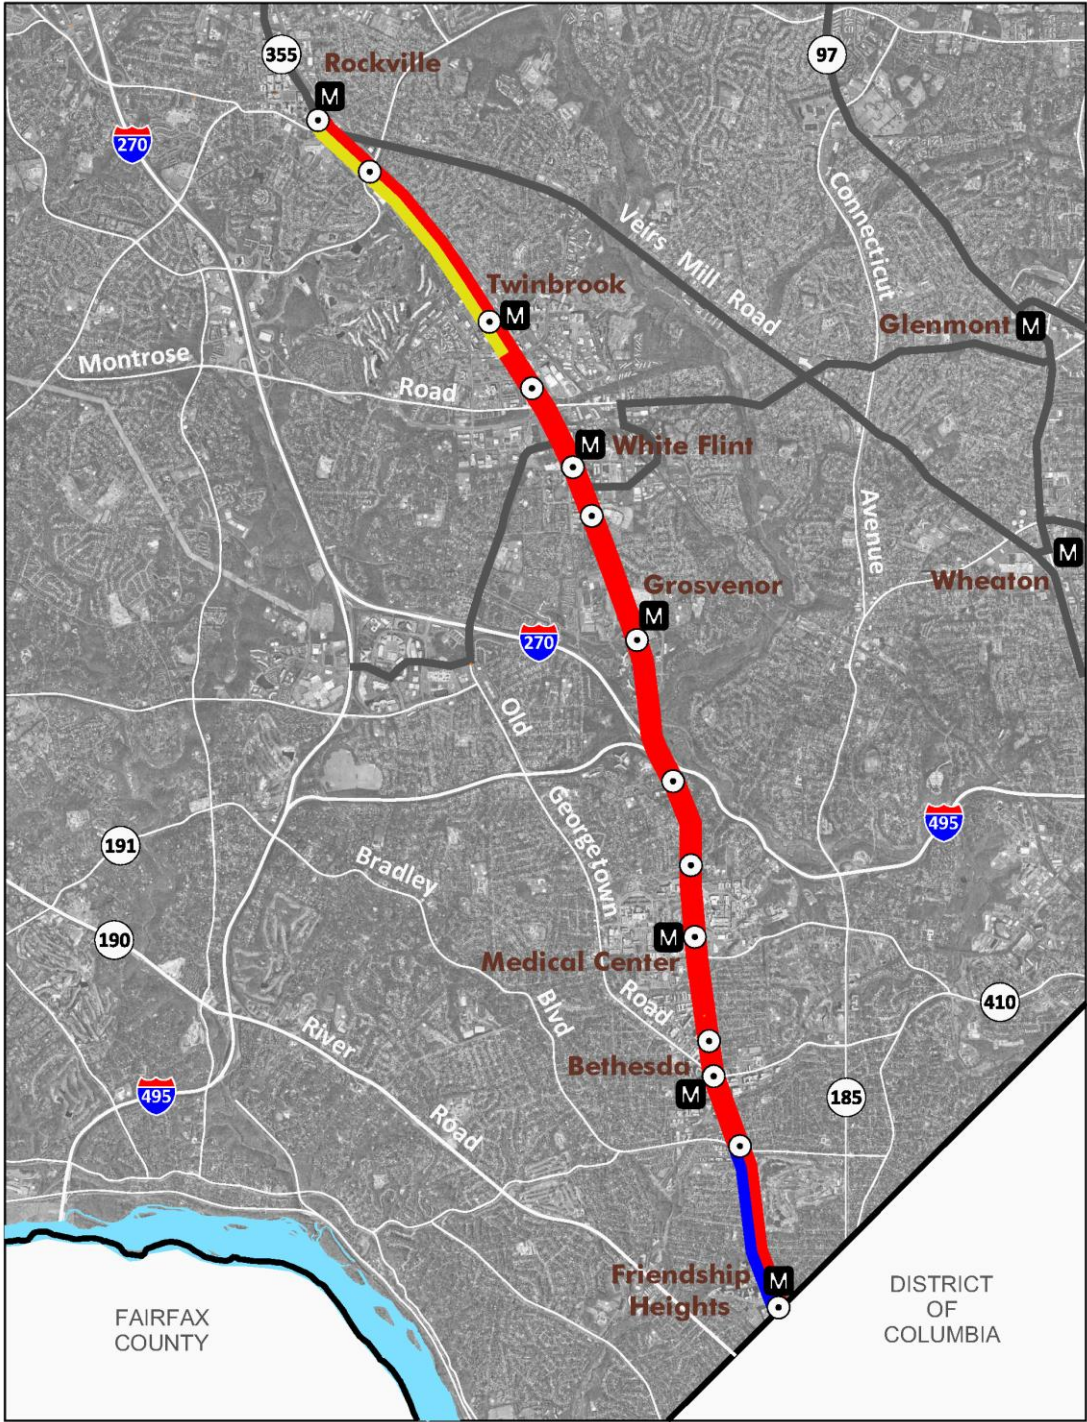 355
Rockville
M
97
270
Connecticut
Veirs Mill Road
Twinbrook
M
Glenmont
M
Montrose
Road
M
White Flint
Avenue
Wheaton
M
Grosvenor
M
270
Old
Georgetown
495
191
Bradley
190
M
Medical Center
Road
Blvd
410
River
Bethesda
M
495
Road
185
Friendship
Heights
M
DISTRICT
OF
COLUMBIA
FAIRFAX
COUNTY